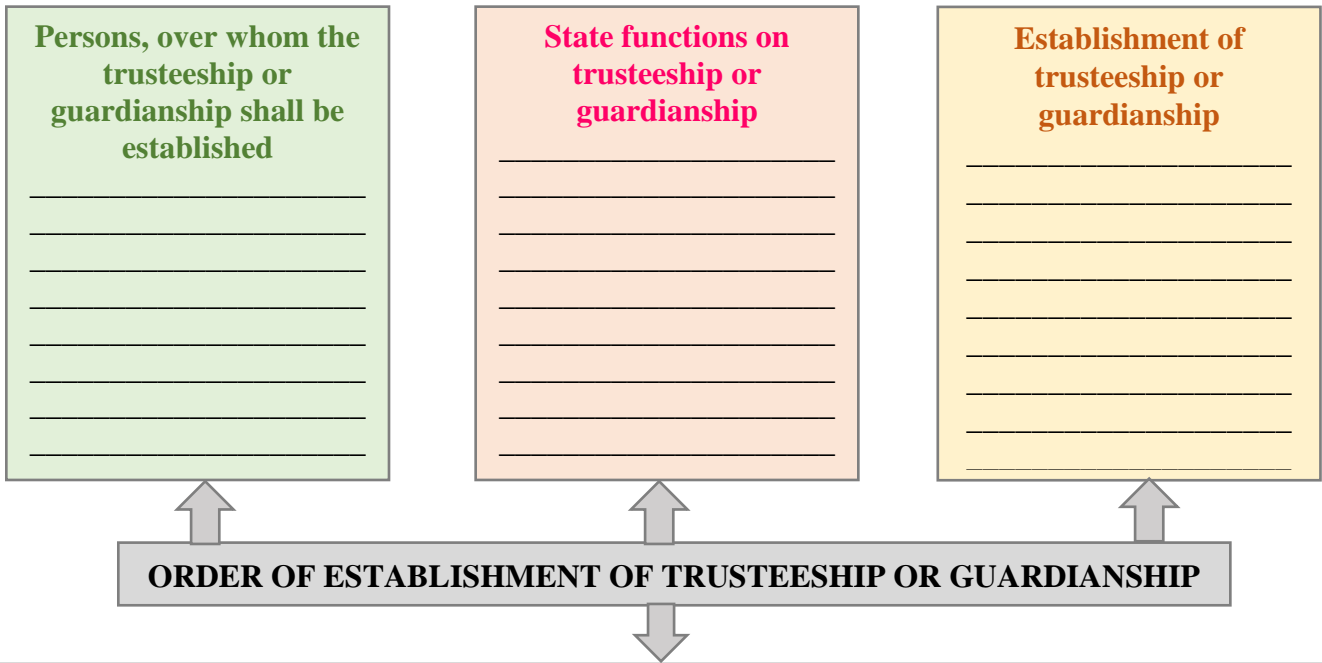 Persons, over whom the
trusteeship or
guardianship shall be
established
State functions on
trusteeship or
guardianship
Establishment of
trusteeship or
guardianship
ORDER OF ESTABLISHMENT OF TRUSTEESHIP OR GUARDIANSHIP